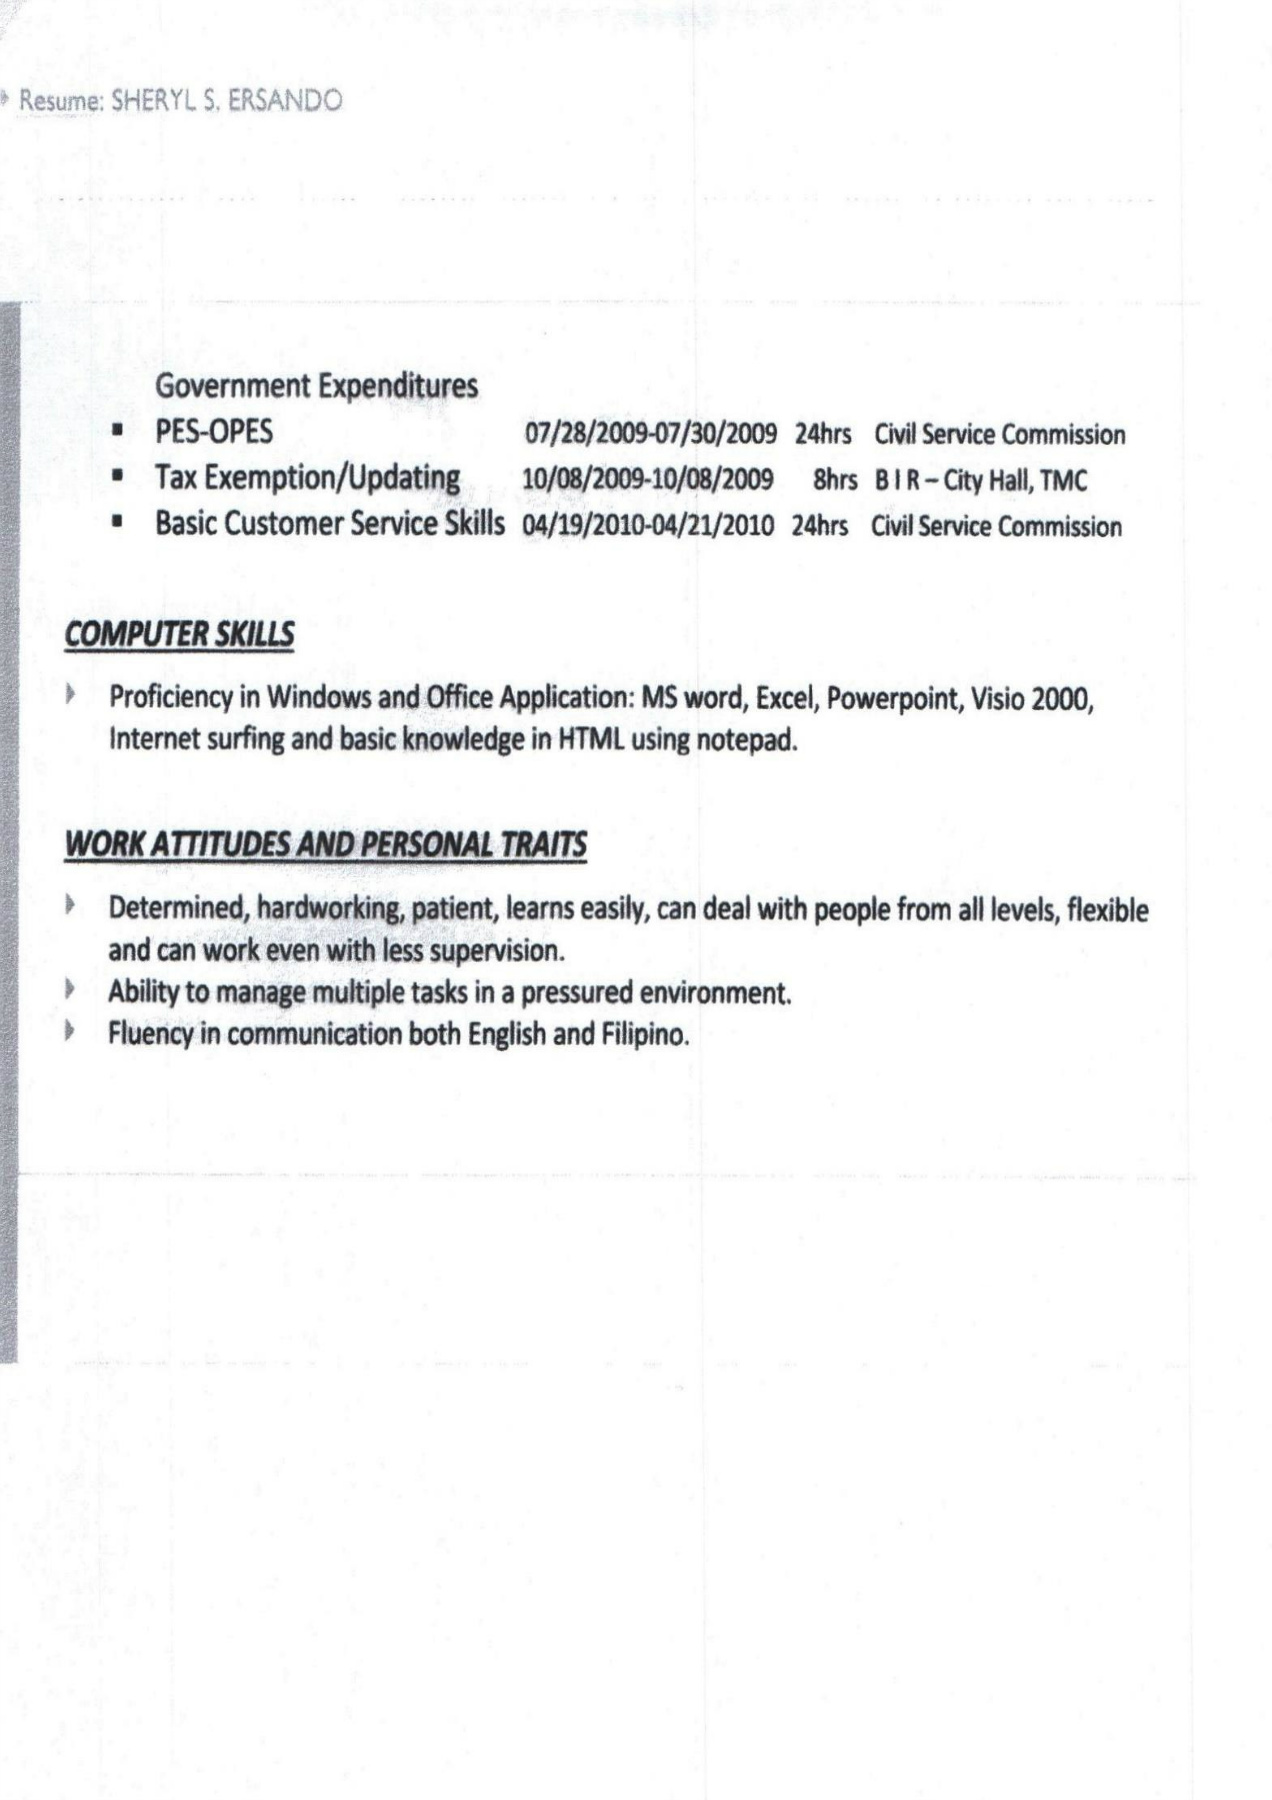 Resume: SHERYL S. ERSANDO
Government Expenditures
▪ PES-OPES 07/28/2009-07/30/2009 24hrs Civil Service Commission
▪ Tax Exemption/Updating 10/08/2009-10/08/2009 8hrs B I R – City Hall, TMC
▪ Basic Customer Service Skills 04/19/2010-04/21/2010 24hrs Civil Service Commission
COMPUTER SKILLS
Proficiency in Windows and Office Application: MS word, Excel, Powerpoint, Visio 2000,
Internet surfing and basic knowledge in HTML using notepad.
WORK ATTITUDES AND PERSONAL TRAITS
Determined, hardworking, patient, learns easily, can deal with people from all levels, flexible
and can work even with less supervision.
Ability to manage multiple tasks in a pressured environment.
Fluency in communication both English and Filipino.